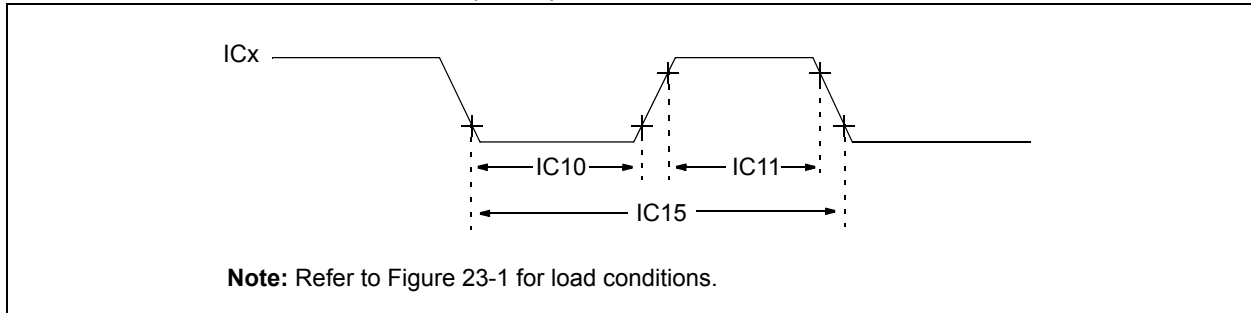 ICx
IC10
IC11
IC15
Note: Refer to Figure 23-1 for load conditions.